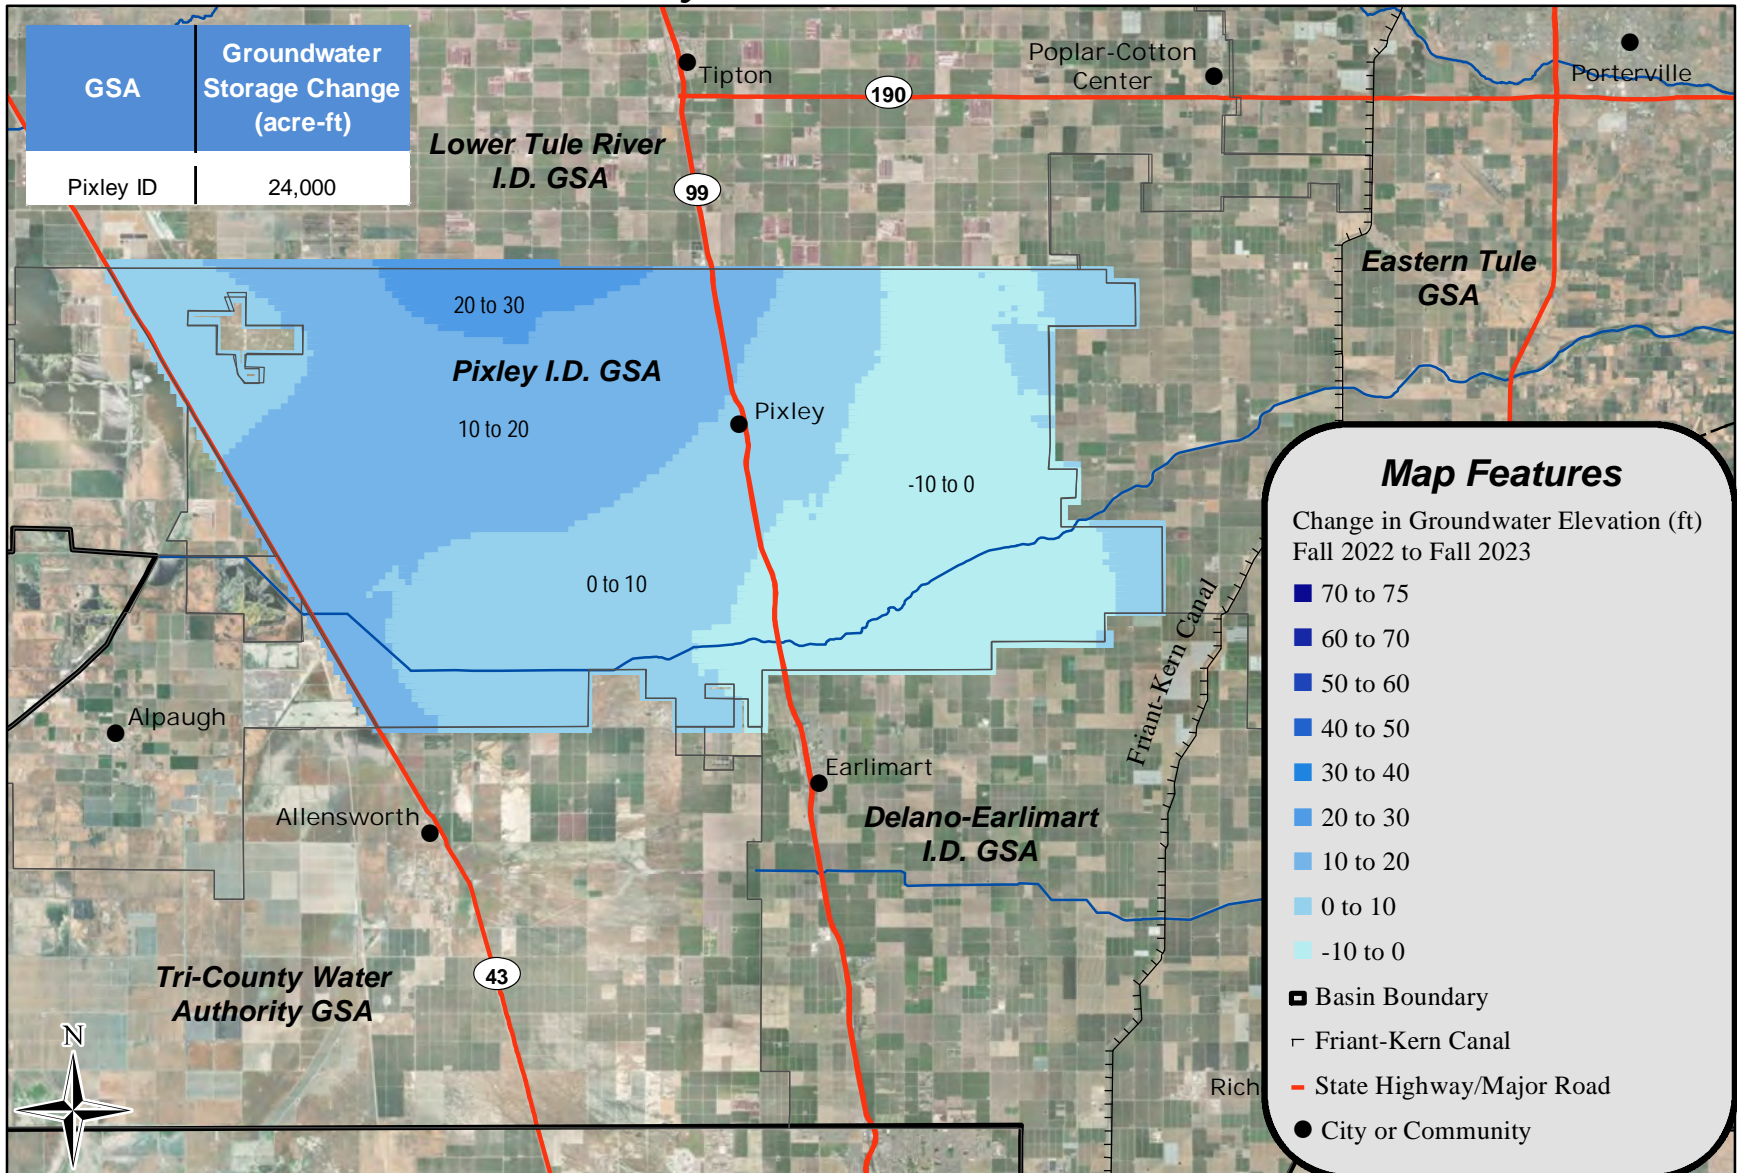 GSA
Groundwater
Storage Change
(acre-ft)
Pixley ID
24,000
Tipton
Poplar-Cotton
Center
Porterville
190
Lower Tule River
I.D. GSA
99
Eastern Tule
GSA
20 to 30
Pixley I.D. GSA
Pixley
10 to 20
-10 to 0
0 to 10
Friant-Kern Canal
Alpaugh
Earlimart
Allensworth
Delano-Earlimart
I.D. GSA
Tri-County Water
Authority GSA
43
N
Rich
Map Features
Change in Groundwater Elevation (ft)
Fall 2022 to Fall 2023
70 to 75
60 to 70
50 to 60
40 to 50
30 to 40
20 to 30
10 to 20
0 to 10
-10 to 0
Basin Boundary
Friant-Kern Canal
State Highway/Major Road
City or Community